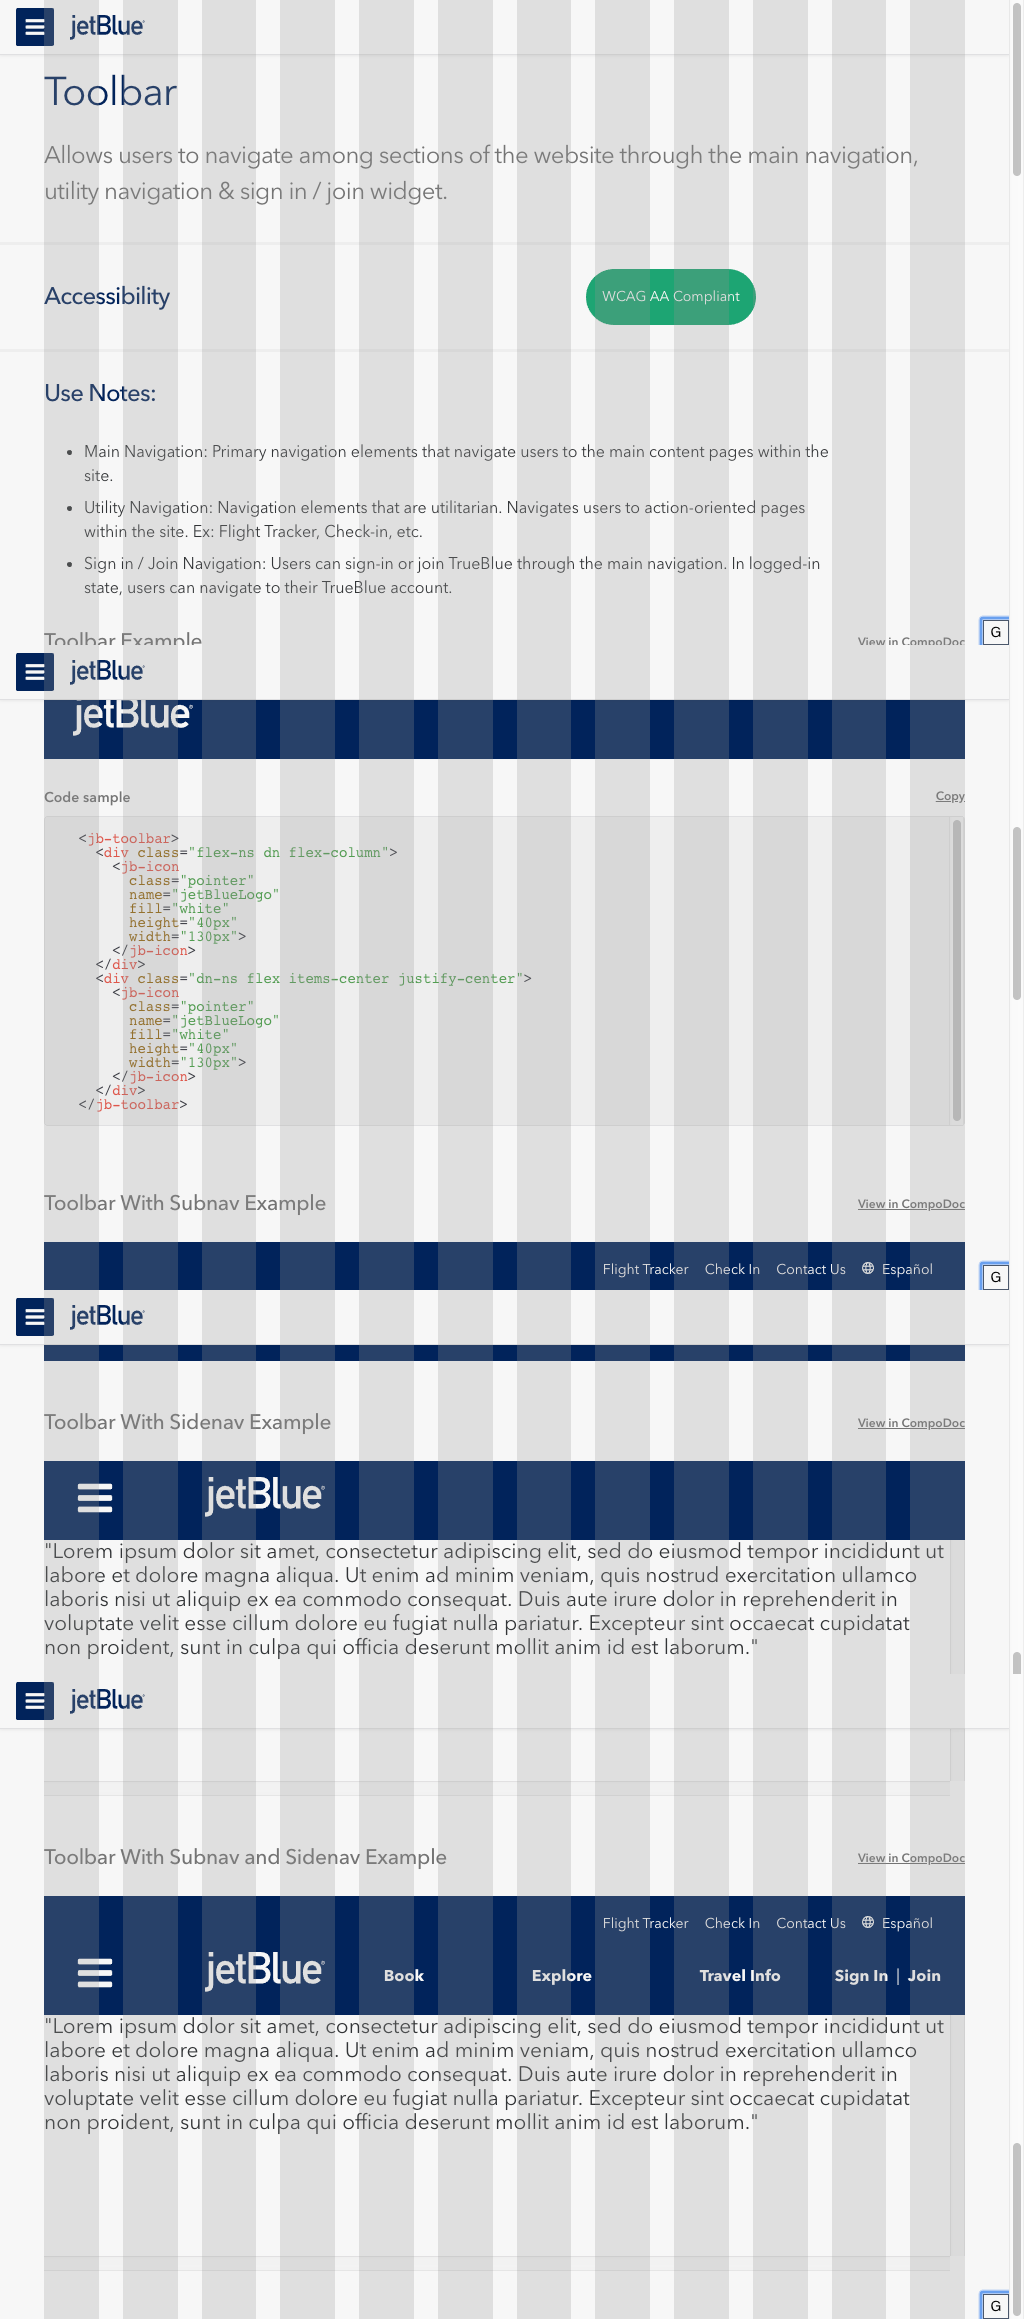 jetBlue
Toolbar
Allows users to navigate among sections of the website through the main navigation,
utility navigation & sign in / join widget.
Accessibility
WCAG AA Compliant
Use Notes:
• Main Navigation: Primary navigation elements that navigate users to the main content pages within the
site.
• Utility Navigation: Navigation elements that are utilitarian. Navigates users to action-oriented pages
within the site. Ex: Flight Tracker, Check-in, etc.
• Sign in / Join Navigation: Users can sign-in or join TrueBlue through the main navigation. In logged-in
state, users can navigate to their TrueBlue account.
Toolbar Example View in CompoDoc
G
jetBlue
jetBlue
Code sample Copy
<jb-toolbar>
<div class="flex-ns dn flex-column">
<jb-icon
class="pointer"
name="jetBlueLogo"
fill="white"
height="40px"
width="130px">
</jb-icon>
</div>
<div class="dn-ns flex items-center justify-center">
<jb-icon
class="pointer"
name="jetBlueLogo"
fill="white"
height="40px"
width="130px">
</jb-icon>
</div>
</jb-toolbar>
Toolbar With Subnav Example View in CompoDoc
Flight Tracker Check In Contact Us Español
G
jetBlue
Toolbar With Sidenav Example View in CompoDoc
jetBlue
"Lorem ipsum dolor sit amet, consectetur adipiscing elit, sed do eiusmod tempor incididunt ut
labore et dolore magna aliqua. Ut enim ad minim veniam, quis nostrud exercitation ullamco
laboris nisi ut aliquip ex ea commodo consequat. Duis aute irure dolor in reprehenderit in
voluptate velit esse cillum dolore eu fugiat nulla pariatur. Excepteur sint occaecat cupidatat
non proident, sunt in culpa qui officia deserunt mollit anim id est laborum."
jetBlue
Toolbar With Subnav and Sidenav Example View in CompoDoc
Flight Tracker Check In Contact Us Español
jetBlue Book Explore Travel Info Sign In | Join
"Lorem ipsum dolor sit amet, consectetur adipiscing elit, sed do eiusmod tempor incididunt ut
labore et dolore magna aliqua. Ut enim ad minim veniam, quis nostrud exercitation ullamco
laboris nisi ut aliquip ex ea commodo consequat. Duis aute irure dolor in reprehenderit in
voluptate velit esse cillum dolore eu fugiat nulla pariatur. Excepteur sint occaecat cupidatat
non proident, sunt in culpa qui officia deserunt mollit anim id est laborum."
G